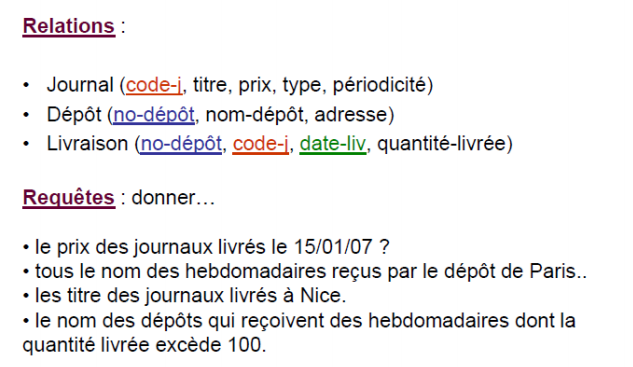 Relations :
• Journal (code-j, titre, prix, type, périodicité)
• Dépôt (no-dépôt, nom-dépôt, adresse)
• Livraison (no-dépôt, code-j, date-liv, quantité-livrée)
Requêtes : donner…
• le prix des journaux livrés le 15/01/07 ?
• tous le nom des hebdomadaires reçus par le dépôt de Paris..
• les titre des journaux livrés à Nice.
• le nom des dépôts qui reçoivent des hebdomadaires dont la
quantité livrée excède 100.